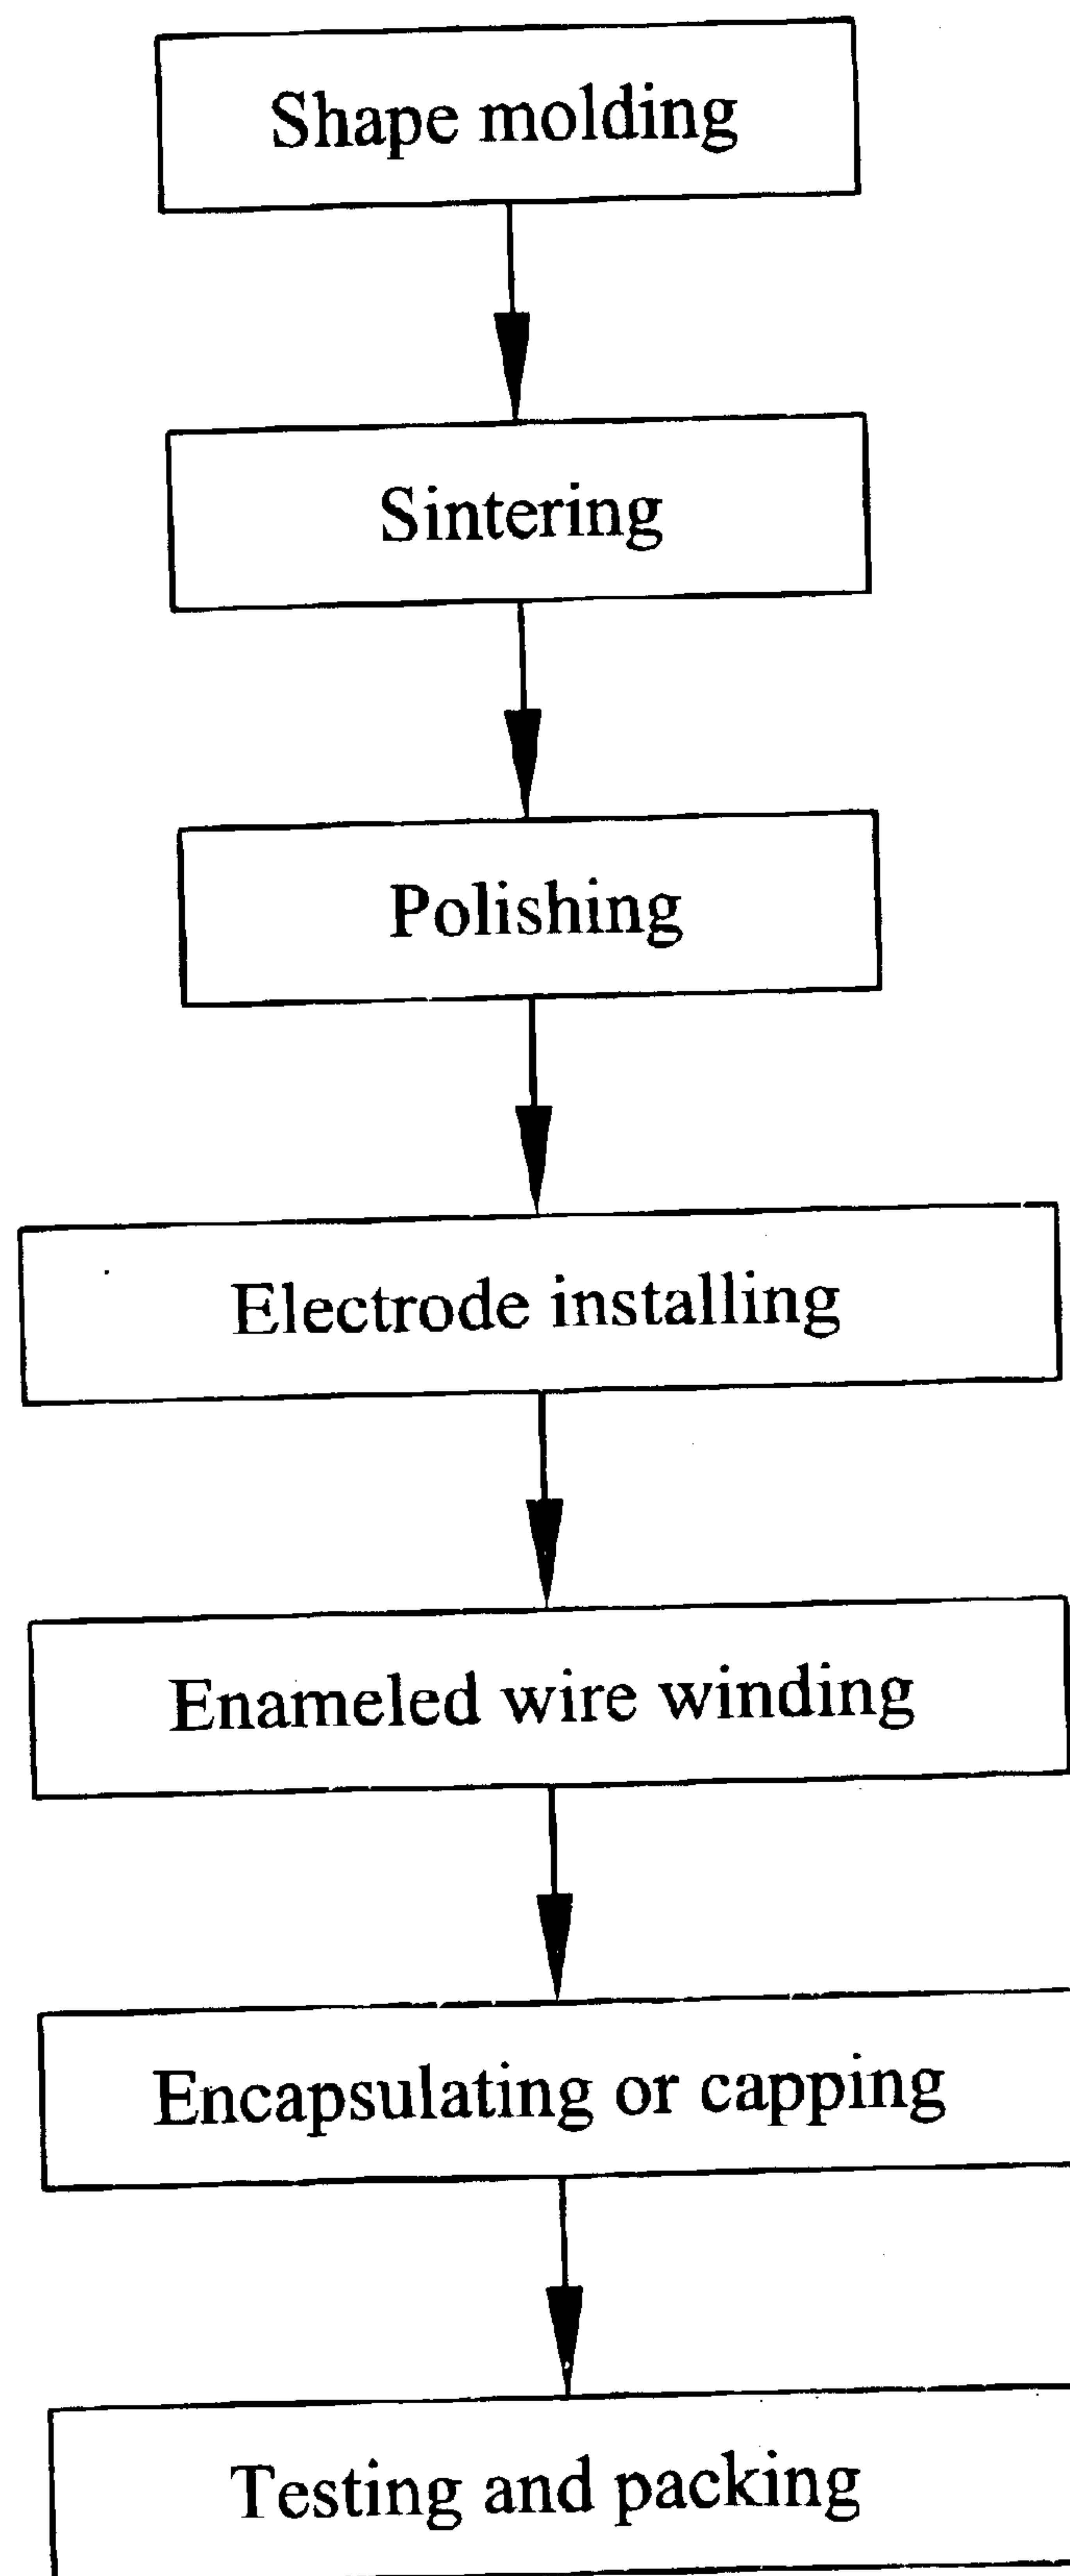 Shape molding
Sintering
Polishing
Electrode installing
Enameled wire winding
Encapsulating or capping
Testing and packing